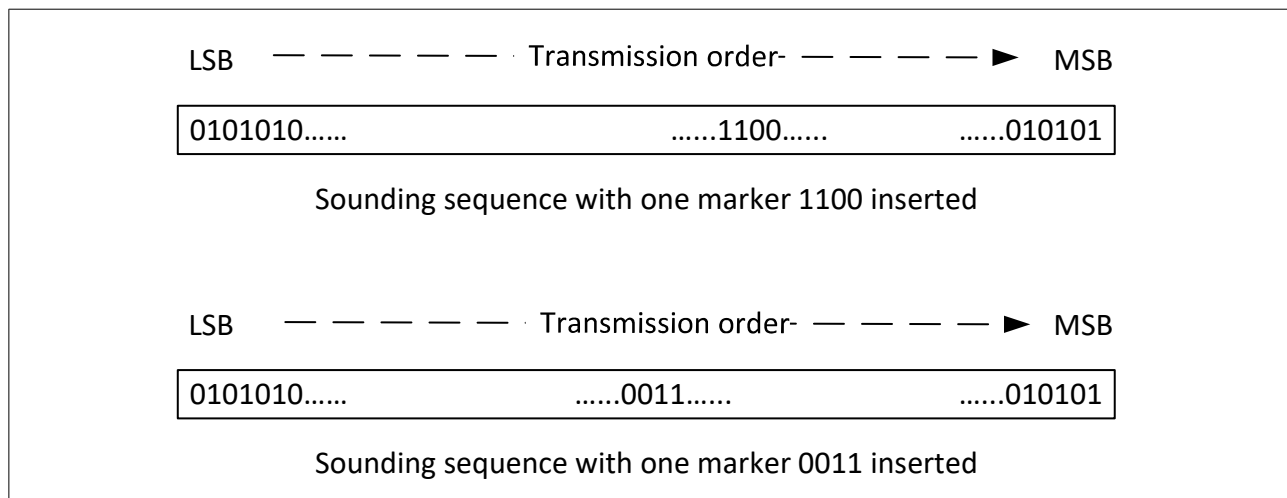 LSB Transmission order- MSB
0101010…… …...1100…... …...010101
Sounding sequence with one marker 1100 inserted
LSB Transmission order- MSB
0101010…… …...0011…... …...010101
Sounding sequence with one marker 0011 inserted